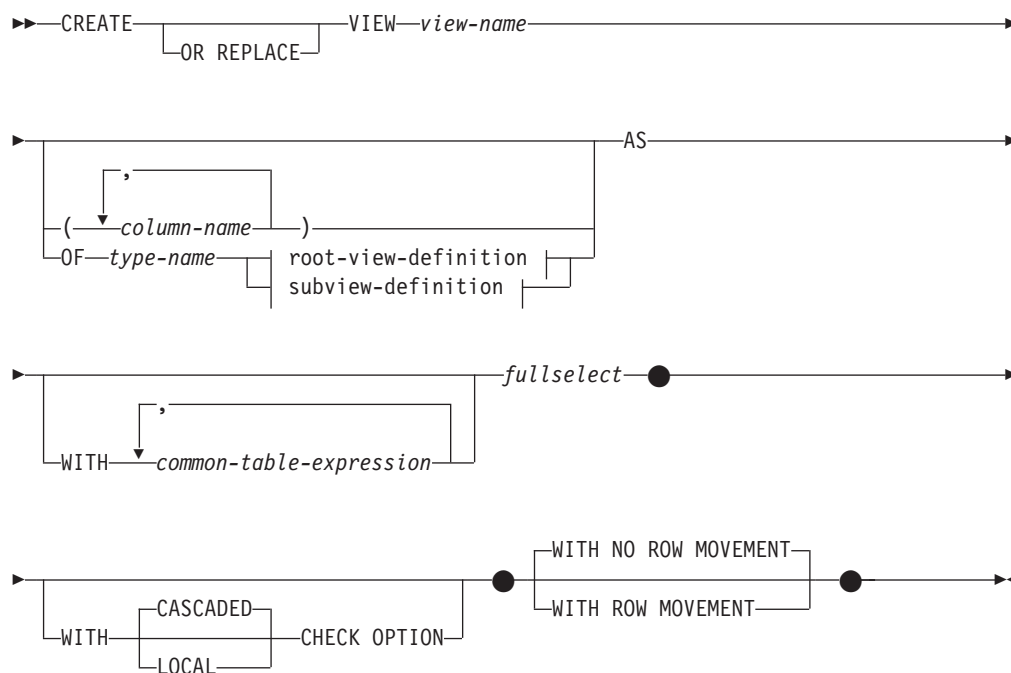 CREATE OR REPLACE VIEW view-name
AS
,
( column-name )
OF type-name root-view-definition
subview-definition
fullselect
,
WITH common-table-expression
WITH NO ROW MOVEMENT
CASCADED WITH ROW MOVEMENT
WITH CHECK OPTION
LOCAL